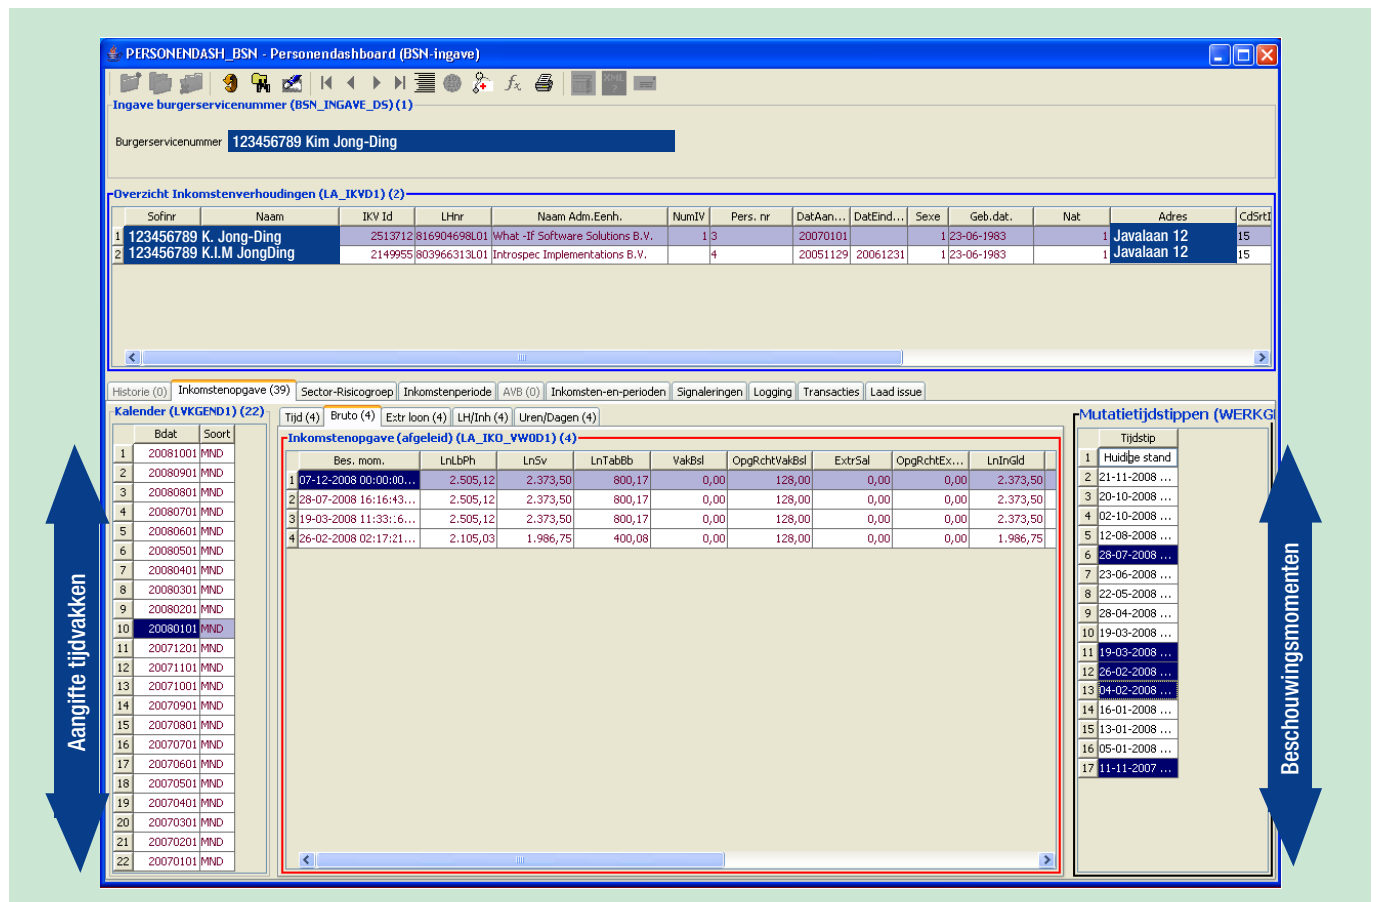 PERSONENDASH_BSN - Personendashboard (BSN-ingave)
Ingave burgerservicenummer (BSN_INGAVE_DS) (1)
Burgerservicenummer 123456789 Kim Jong-Ding
Overzicht Inkomstenverhoudingen (LA_IKVD1) (2)
Sofinr Naam IKV Id LHnr Naam Adm.Eenh. NumIV Pers. nr DatAan... DatEind... Sexe Geb.dat. Nat Adres CdSrtI
1 123456789 K. Jong-Ding 2513712 816904698L01 What -If Software Solutions B.V. 1 3 20070101 1 23-06-1983 1 Javalaan 12 15
2 123456789 K.I.M JongDing 2149955 803966313L01 Introspec Implementations B.V. 4 20051129 20061231 1 23-06-1983 1 Javalaan 12 15
Historie (0) Inkomstenopgave (39) Sector-Risicogroep Inkomstenperiode AVB (0) Inkomsten-en-perioden Signaleringen Logging Transacties Laad issue
Kalender (LVKGEND1) (22)
Bdat Soort
1 20081001 MND
2 20080901 MND
3 20080801 MND
4 20080701 MND
5 20080601 MND
6 20080501 MND
7 20080401 MND
8 20080301 MND
9 20080201 MND
10 20080101 MND
11 20071201 MND
12 20071101 MND
13 20071001 MND
14 20070901 MND
15 20070801 MND
16 20070701 MND
17 20070601 MND
18 20070501 MND
19 20070401 MND
20 20070301 MND
21 20070201 MND
22 20070101 MND
Tijd (4) Bruto (4) Extr loon (4) LH/Inh (4) Uren/Dagen (4)
Inkomstenopgave (afgeleid) (LA_IKO_VW0D1) (4)
Bes. mom. LnLbPh LnSv LnTabBb VakBsl OpgRchtVakBsl ExtrSal OpgRchtEx... LnInGld
1 07-12-2008 00:00:00... 2.505,12 2.373,50 800,17 0,00 128,00 0,00 0,00 2.373,50
2 28-07-2008 16:16:43... 2.505,12 2.373,50 800,17 0,00 128,00 0,00 0,00 2.373,50
3 19-03-2008 11:33:16... 2.505,12 2.373,50 800,17 0,00 128,00 0,00 0,00 2.373,50
4 26-02-2008 02:17:21... 2.105,03 1.986,75 400,08 0,00 128,00 0,00 0,00 1.986,75
Mutatietijdstippen (WERKG
Tijdstip
1 Huidige stand
2 21-11-2008 ...
3 20-10-2008 ...
4 02-10-2008 ...
5 12-08-2008 ...
6 28-07-2008 ...
7 23-06-2008 ...
8 22-05-2008 ...
9 28-04-2008 ...
10 19-03-2008 ...
11 19-03-2008 ...
12 26-02-2008 ...
13 04-02-2008 ...
14 16-01-2008 ...
15 13-01-2008 ...
16 05-01-2008 ...
17 11-11-2007 ...
Aangifte tijdvakken
Beschouwingsmomenten